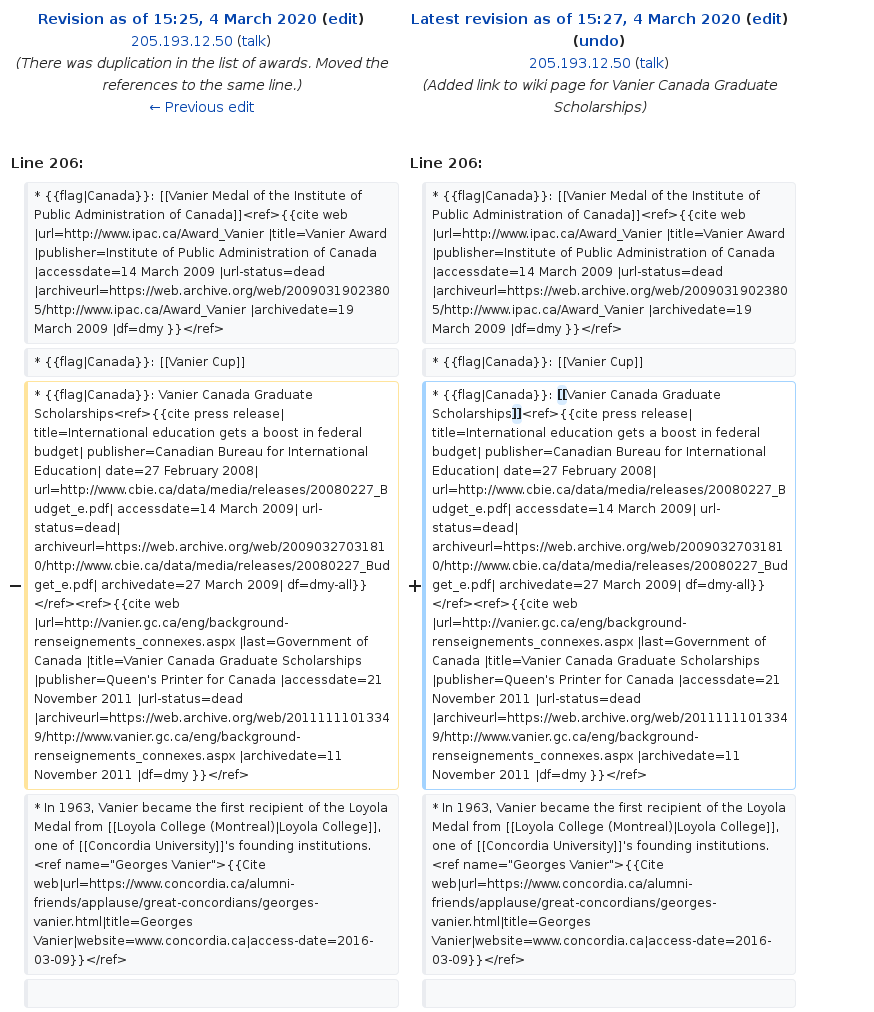 Revision as of 15:25, 4 March 2020 (edit)
205.193.12.50 (talk)
(There was duplication in the list of awards. Moved the
references to the same line.)
← Previous edit
Latest revision as of 15:27, 4 March 2020 (edit)
(undo)
205.193.12.50 (talk)
(Added link to wiki page for Vanier Canada Graduate
Scholarships)
Line 206:
* {{flag|Canada}}: [[Vanier Medal of the Institute of
Public Administration of Canada]]<ref>{{cite web
|url=http://www.ipac.ca/Award_Vanier |title=Vanier Award
|publisher=Institute of Public Administration of Canada
|accessdate=14 March 2009 |url-status=dead
|archiveurl=https://web.archive.org/web/2009031902380
5/http://www.ipac.ca/Award_Vanier |archivedate=19
March 2009 |df=dmy }}</ref>
* {{flag|Canada}}: [[Vanier Cup]]
−
* {{flag|Canada}}: Vanier Canada Graduate
Scholarships<ref>{{cite press release|
title=International education gets a boost in federal
budget| publisher=Canadian Bureau for International
Education| date=27 February 2008|
url=http://www.cbie.ca/data/media/releases/20080227_B
udget_e.pdf| accessdate=14 March 2009| url-
status=dead|
archiveurl=https://web.archive.org/web/2009032703181
0/http://www.cbie.ca/data/media/releases/20080227_Bud
get_e.pdf| archivedate=27 March 2009| df=dmy-all}}
</ref><ref>{{cite web
|url=http://vanier.gc.ca/eng/background-
renseignements_connexes.aspx |last=Government of
Canada |title=Vanier Canada Graduate Scholarships
|publisher=Queen's Printer for Canada |accessdate=21
November 2011 |url-status=dead
|archiveurl=https://web.archive.org/web/2011111101334
9/http://www.vanier.gc.ca/eng/background-
renseignements_connexes.aspx |archivedate=11
November 2011 |df=dmy }}</ref>
* In 1963, Vanier became the first recipient of the Loyola
Medal from [[Loyola College (Montreal)|Loyola College]],
one of [[Concordia University]]'s founding institutions.
<ref name="Georges Vanier">{{Cite
web|url=https://www.concordia.ca/alumni-
friends/applause/great-concordians/georges-
vanier.html|title=Georges
Vanier|website=www.concordia.ca|access-date=2016-
03-09}}</ref>
Line 206:
* {{flag|Canada}}: [[Vanier Medal of the Institute of
Public Administration of Canada]]<ref>{{cite web
|url=http://www.ipac.ca/Award_Vanier |title=Vanier Award
|publisher=Institute of Public Administration of Canada
|accessdate=14 March 2009 |url-status=dead
|archiveurl=https://web.archive.org/web/2009031902380
5/http://www.ipac.ca/Award_Vanier |archivedate=19
March 2009 |df=dmy }}</ref>
* {{flag|Canada}}: [[Vanier Cup]]
+
* {{flag|Canada}}: [[Vanier Canada Graduate
Scholarships]]<ref>{{cite press release|
title=International education gets a boost in federal
budget| publisher=Canadian Bureau for International
Education| date=27 February 2008|
url=http://www.cbie.ca/data/media/releases/20080227_B
udget_e.pdf| accessdate=14 March 2009| url-
status=dead|
archiveurl=https://web.archive.org/web/2009032703181
0/http://www.cbie.ca/data/media/releases/20080227_Bud
get_e.pdf| archivedate=27 March 2009| df=dmy-all}}
</ref><ref>{{cite web
|url=http://vanier.gc.ca/eng/background-
renseignements_connexes.aspx |last=Government of
Canada |title=Vanier Canada Graduate Scholarships
|publisher=Queen's Printer for Canada |accessdate=21
November 2011 |url-status=dead
|archiveurl=https://web.archive.org/web/2011111101334
9/http://www.vanier.gc.ca/eng/background-
renseignements_connexes.aspx |archivedate=11
November 2011 |df=dmy }}</ref>
* In 1963, Vanier became the first recipient of the Loyola
Medal from [[Loyola College (Montreal)|Loyola College]],
one of [[Concordia University]]'s founding institutions.
<ref name="Georges Vanier">{{Cite
web|url=https://www.concordia.ca/alumni-
friends/applause/great-concordians/georges-
vanier.html|title=Georges
Vanier|website=www.concordia.ca|access-date=2016-
03-09}}</ref>